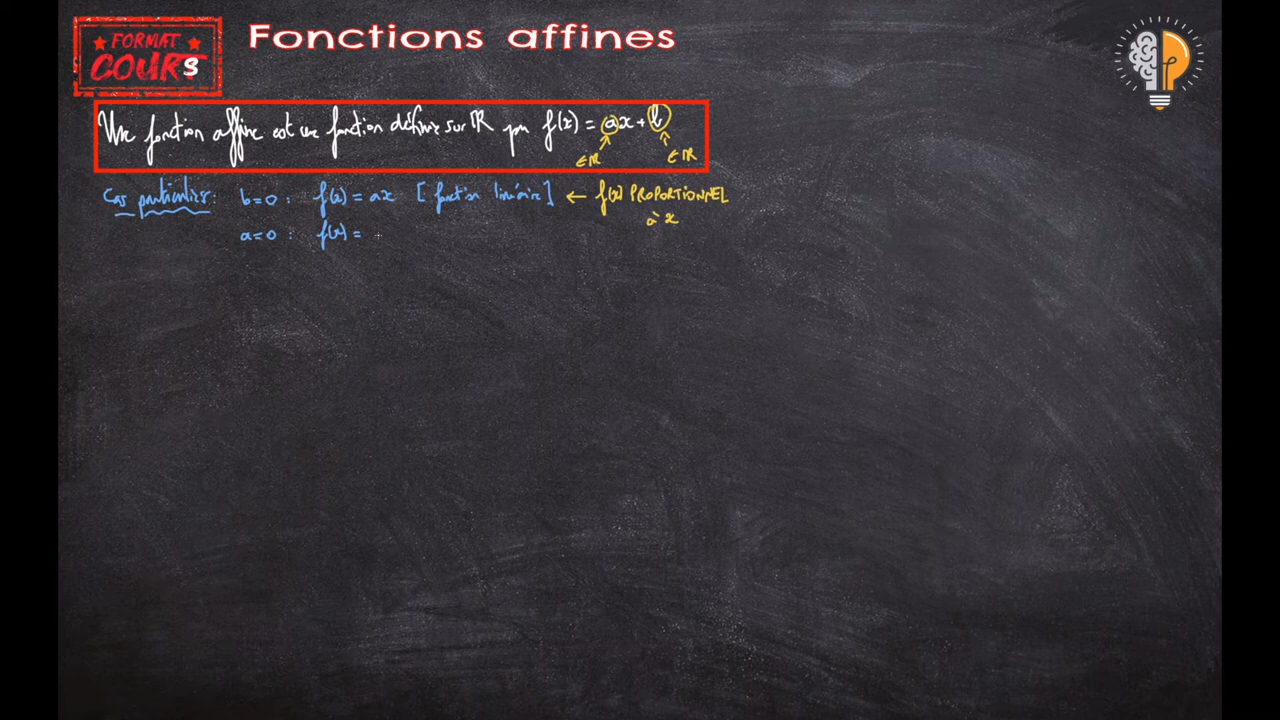 FORMAT
COURS
Fonctions affines
Une fonction affine est une fonction définie sur ℝ par f(x) = ax + b
∈ ℝ ∈ ℝ
Cas particulier : b = 0 : f(x) = ax [fonction linéaire] ← f(x) PROPORTIONNEL
à x
a = 0 : f(x) =